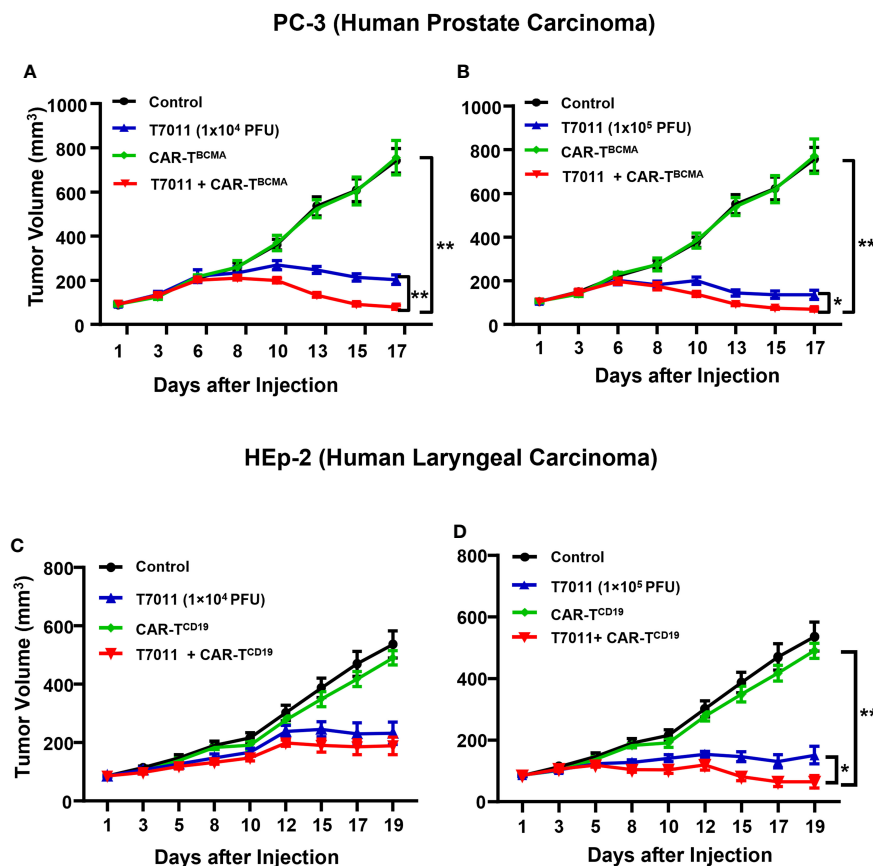 PC-3 (Human Prostate Carcinoma)
A
Control
T7011 (1x10⁴ PFU)
CAR-Tᴮᶜᴹᴬ
T7011 + CAR-Tᴮᶜᴹᴬ
Tumor Volume (mm³)
1000
800
600
400
200
0
**
**
1 3 6 8 10 13 15 17
Days after Injection
B
Control
T7011 (1x10⁵ PFU)
CAR-Tᴮᶜᴹᴬ
T7011 + CAR-Tᴮᶜᴹᴬ
1000
800
600
400
200
0
**
*
1 3 6 8 10 13 15 17
Days after Injection
HEp-2 (Human Laryngeal Carcinoma)
C
Control
T7011 (1×10⁴ PFU)
CAR-Tᶜᴰ¹⁹
T7011 + CAR-Tᶜᴰ¹⁹
Tumor Volume (mm³)
800
600
400
200
0
1 3 5 8 10 12 15 17 19
Days after Injection
D
Control
T7011 (1×10⁵ PFU)
CAR-Tᶜᴰ¹⁹
T7011+ CAR-Tᶜᴰ¹⁹
800
600
400
200
0
**
*
1 3 5 8 10 12 15 17 19
Days after Injection